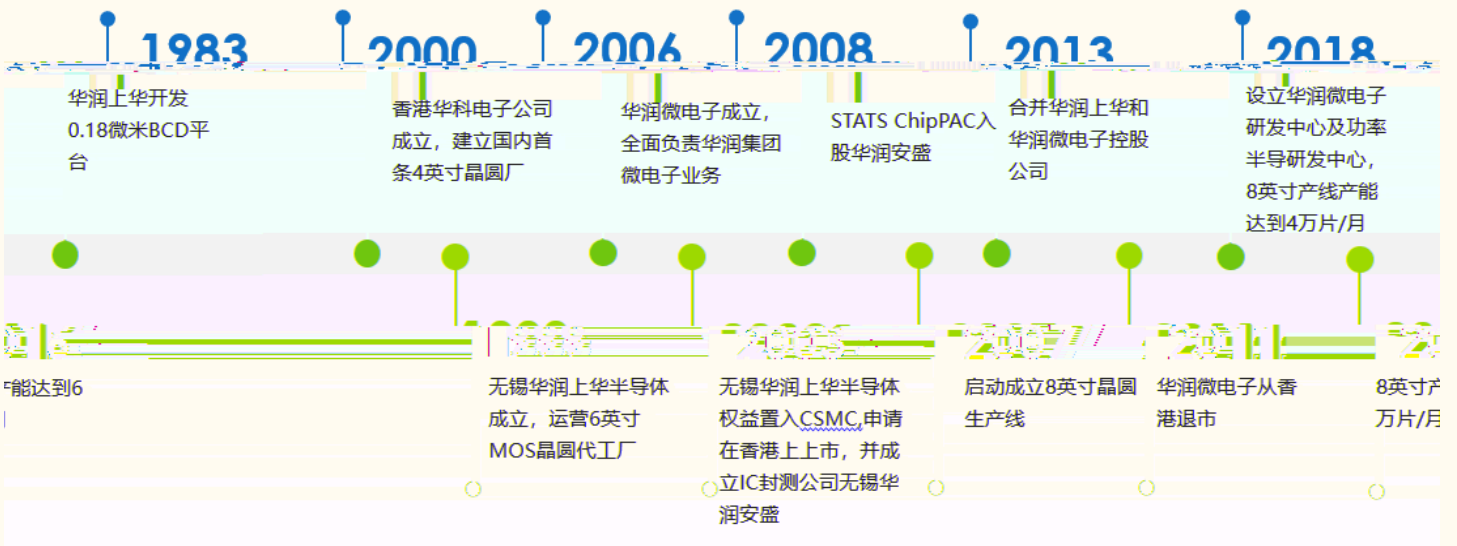 1983
2000
2006
2008
2013
2018
华润上华开发
0.18微米BCD平
台
香港华科电子公司
成立，建立国内首
条4英寸晶圆厂
华润微电子成立，
全面负责华润集团
微电子业务
STATS ChipPAC入
股华润安盛
合并华润上华和
华润微电子控股
公司
设立华润微电子
研发中心及功率
半导研发中心，
8英寸产线产能
达到4万片/月
能达到6
无锡华润上华半导体
成立，运营6英寸
MOS晶圆代工厂
无锡华润上华半导体
权益置入CSMC,申请
在香港上上市，并成
立IC封测公司无锡华
润安盛
启动成立8英寸晶圆
生产线
华润微电子从香
港退市
8英寸产
万片/月